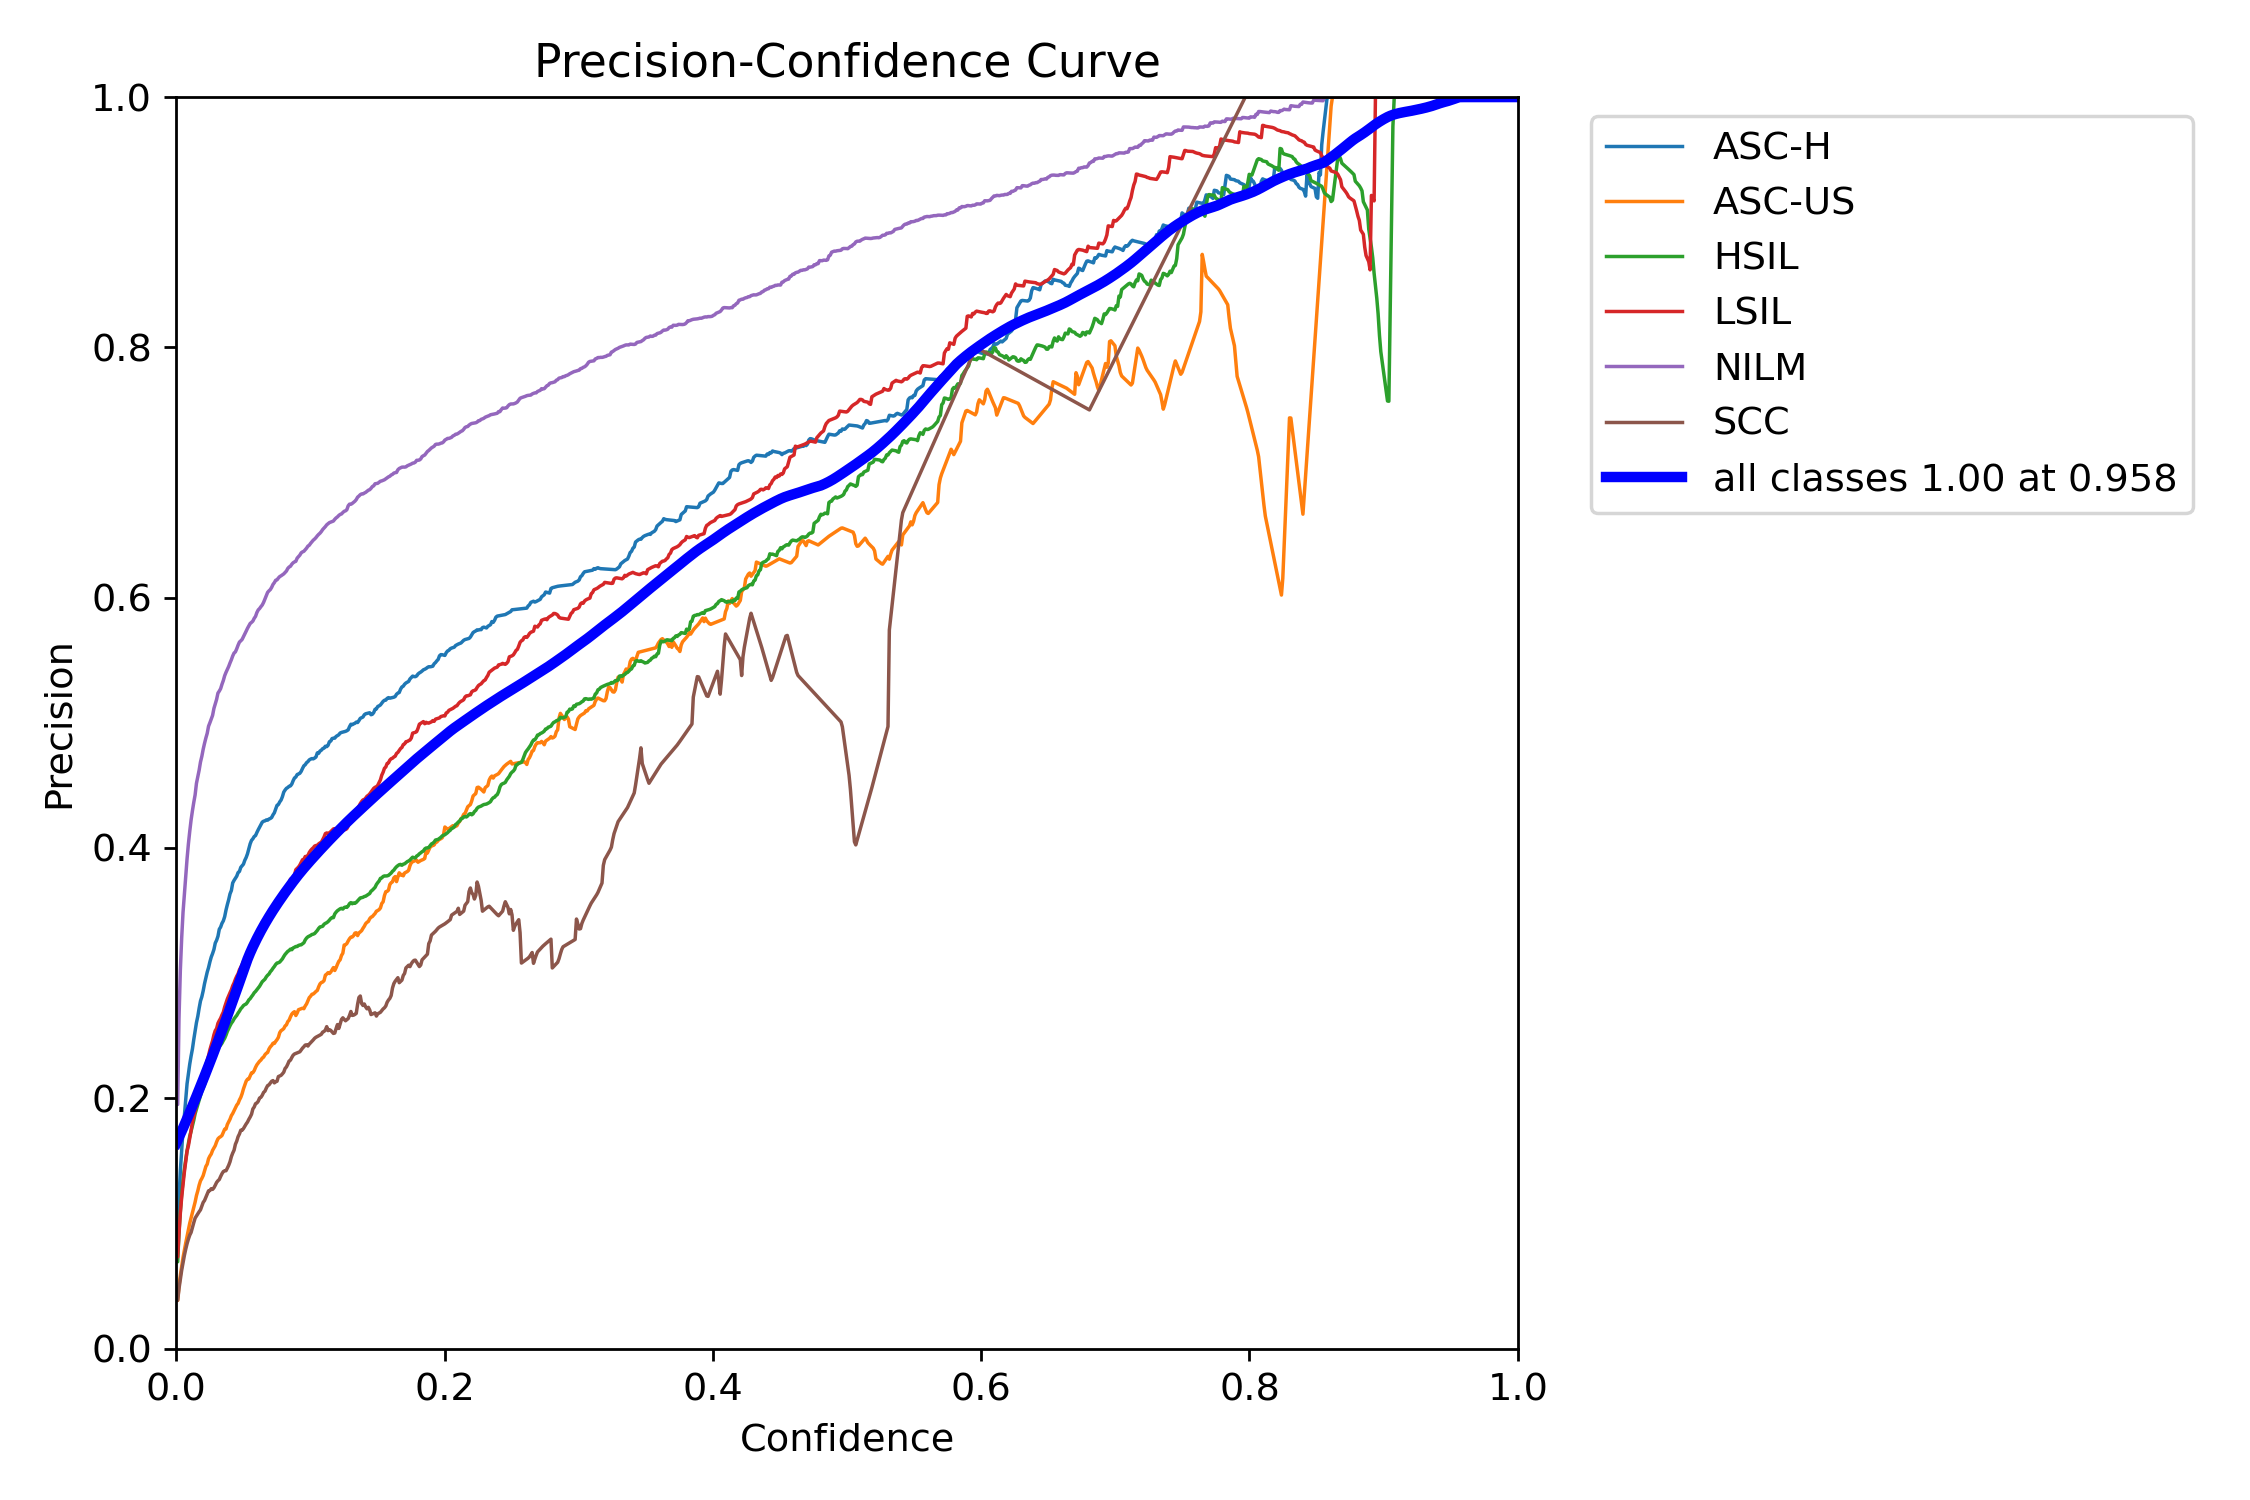 Precision-Confidence Curve
1.0
0.8
0.6
0.4
0.2
0.0
Precision
0.0 0.2 0.4 0.6 0.8 1.0
Confidence
ASC-H
ASC-US
HSIL
LSIL
NILM
SCC
all classes 1.00 at 0.958